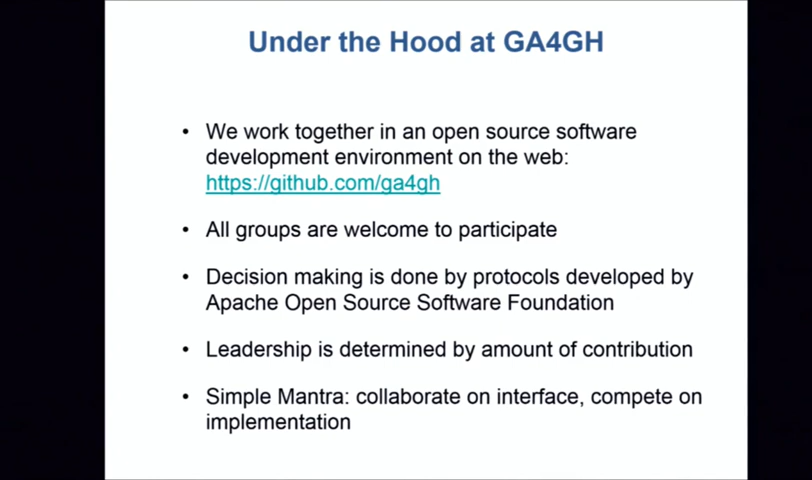 Under the Hood at GA4GH
• We work together in an open source software
development environment on the web:
https://github.com/ga4gh
• All groups are welcome to participate
• Decision making is done by protocols developed by
Apache Open Source Software Foundation
• Leadership is determined by amount of contribution
• Simple Mantra: collaborate on interface, compete on
implementation